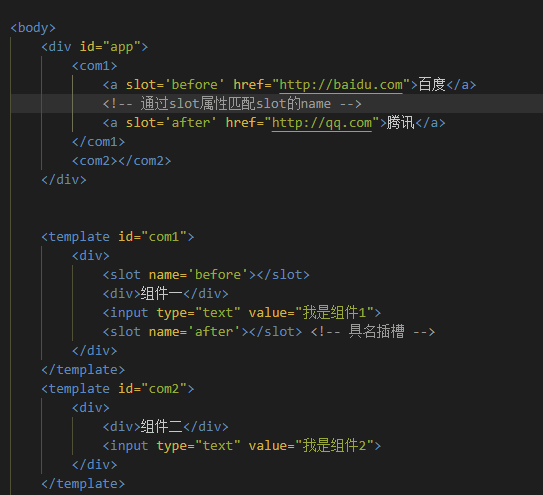 <body>
<div id="app">
<com1>
<a slot='before' href="http://baidu.com">百度</a>
<!-- 通过slot属性匹配slot的name -->
<a slot='after' href="http://qq.com">腾讯</a>
</com1>
<com2></com2>
</div>
<template id="com1">
<div>
<slot name='before'></slot>
<div>组件一</div>
<input type="text" value="我是组件1">
<slot name='after'></slot> <!-- 具名插槽 -->
</div>
</template>
<template id="com2">
<div>
<div>组件二</div>
<input type="text" value="我是组件2">
</div>
</template>